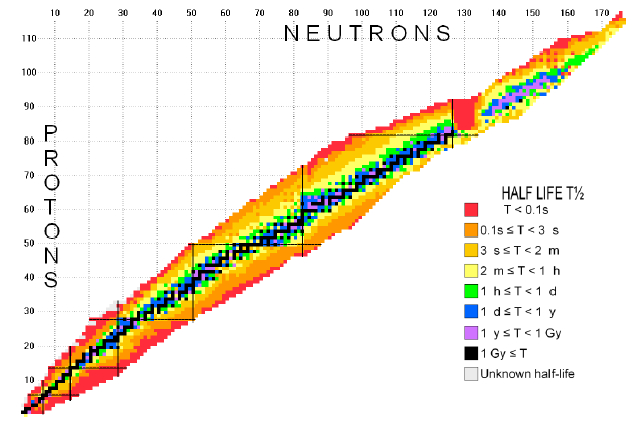 10 20 30 40 50 60 70 80 90 100 110 120 130 140 150 160 170
NEUTRONS
110
100
90
80
70
60
50
40
30
20
10
PROTONS
HALF LIFE T½
T < 0.1s
0.1s ≤ T < 3 s
3 s ≤ T < 2 m
2 m ≤ T < 1 h
1 h ≤ T < 1 d
1 d ≤ T < 1 y
1 y ≤ T < 1 Gy
1 Gy ≤ T
Unknown half-life